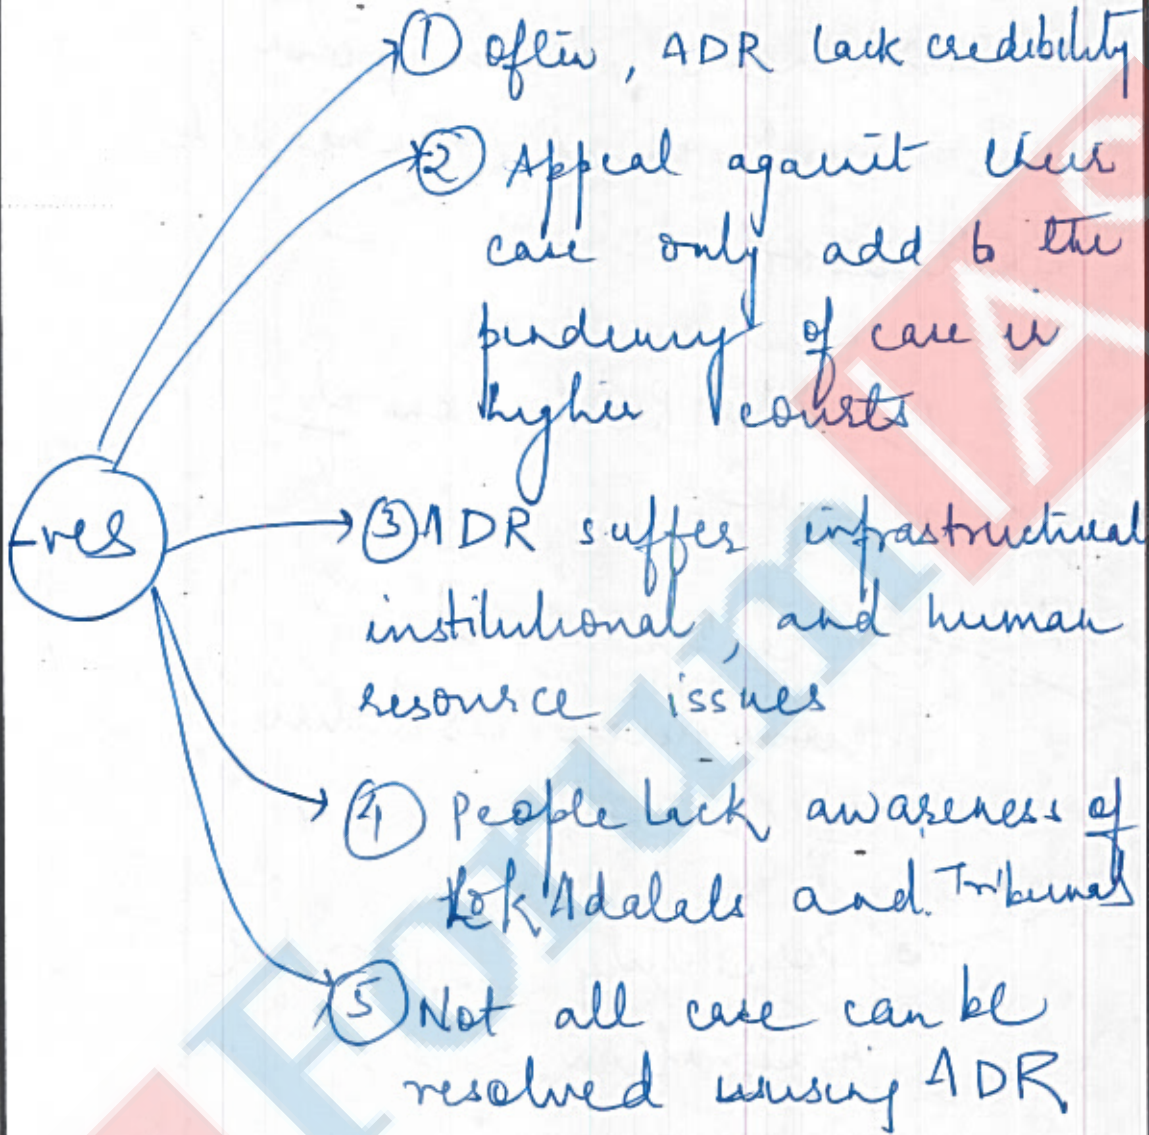 ① Often, ADR lack credibility
② Appeal against their
case only add to the
pendency of case in
higher courts
-ves
③ ADR suffer infrastructural
institutional, and human
resource issues
④ People lack awareness of
Lok Adalats and Tribunals
⑤ Not all case can be
resolved using ADR
Forum IAS